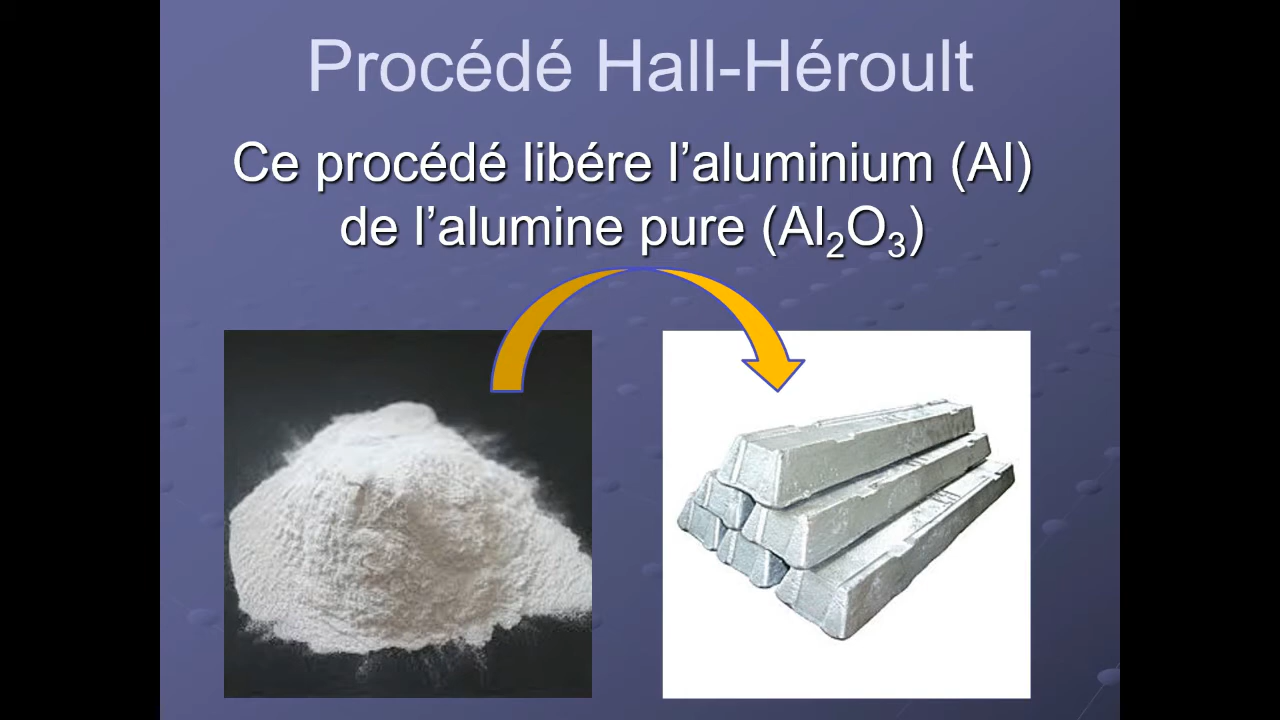 Procédé Hall-Héroult
Ce procédé libére l’aluminium (Al)
de l’alumine pure (Al₂O₃)